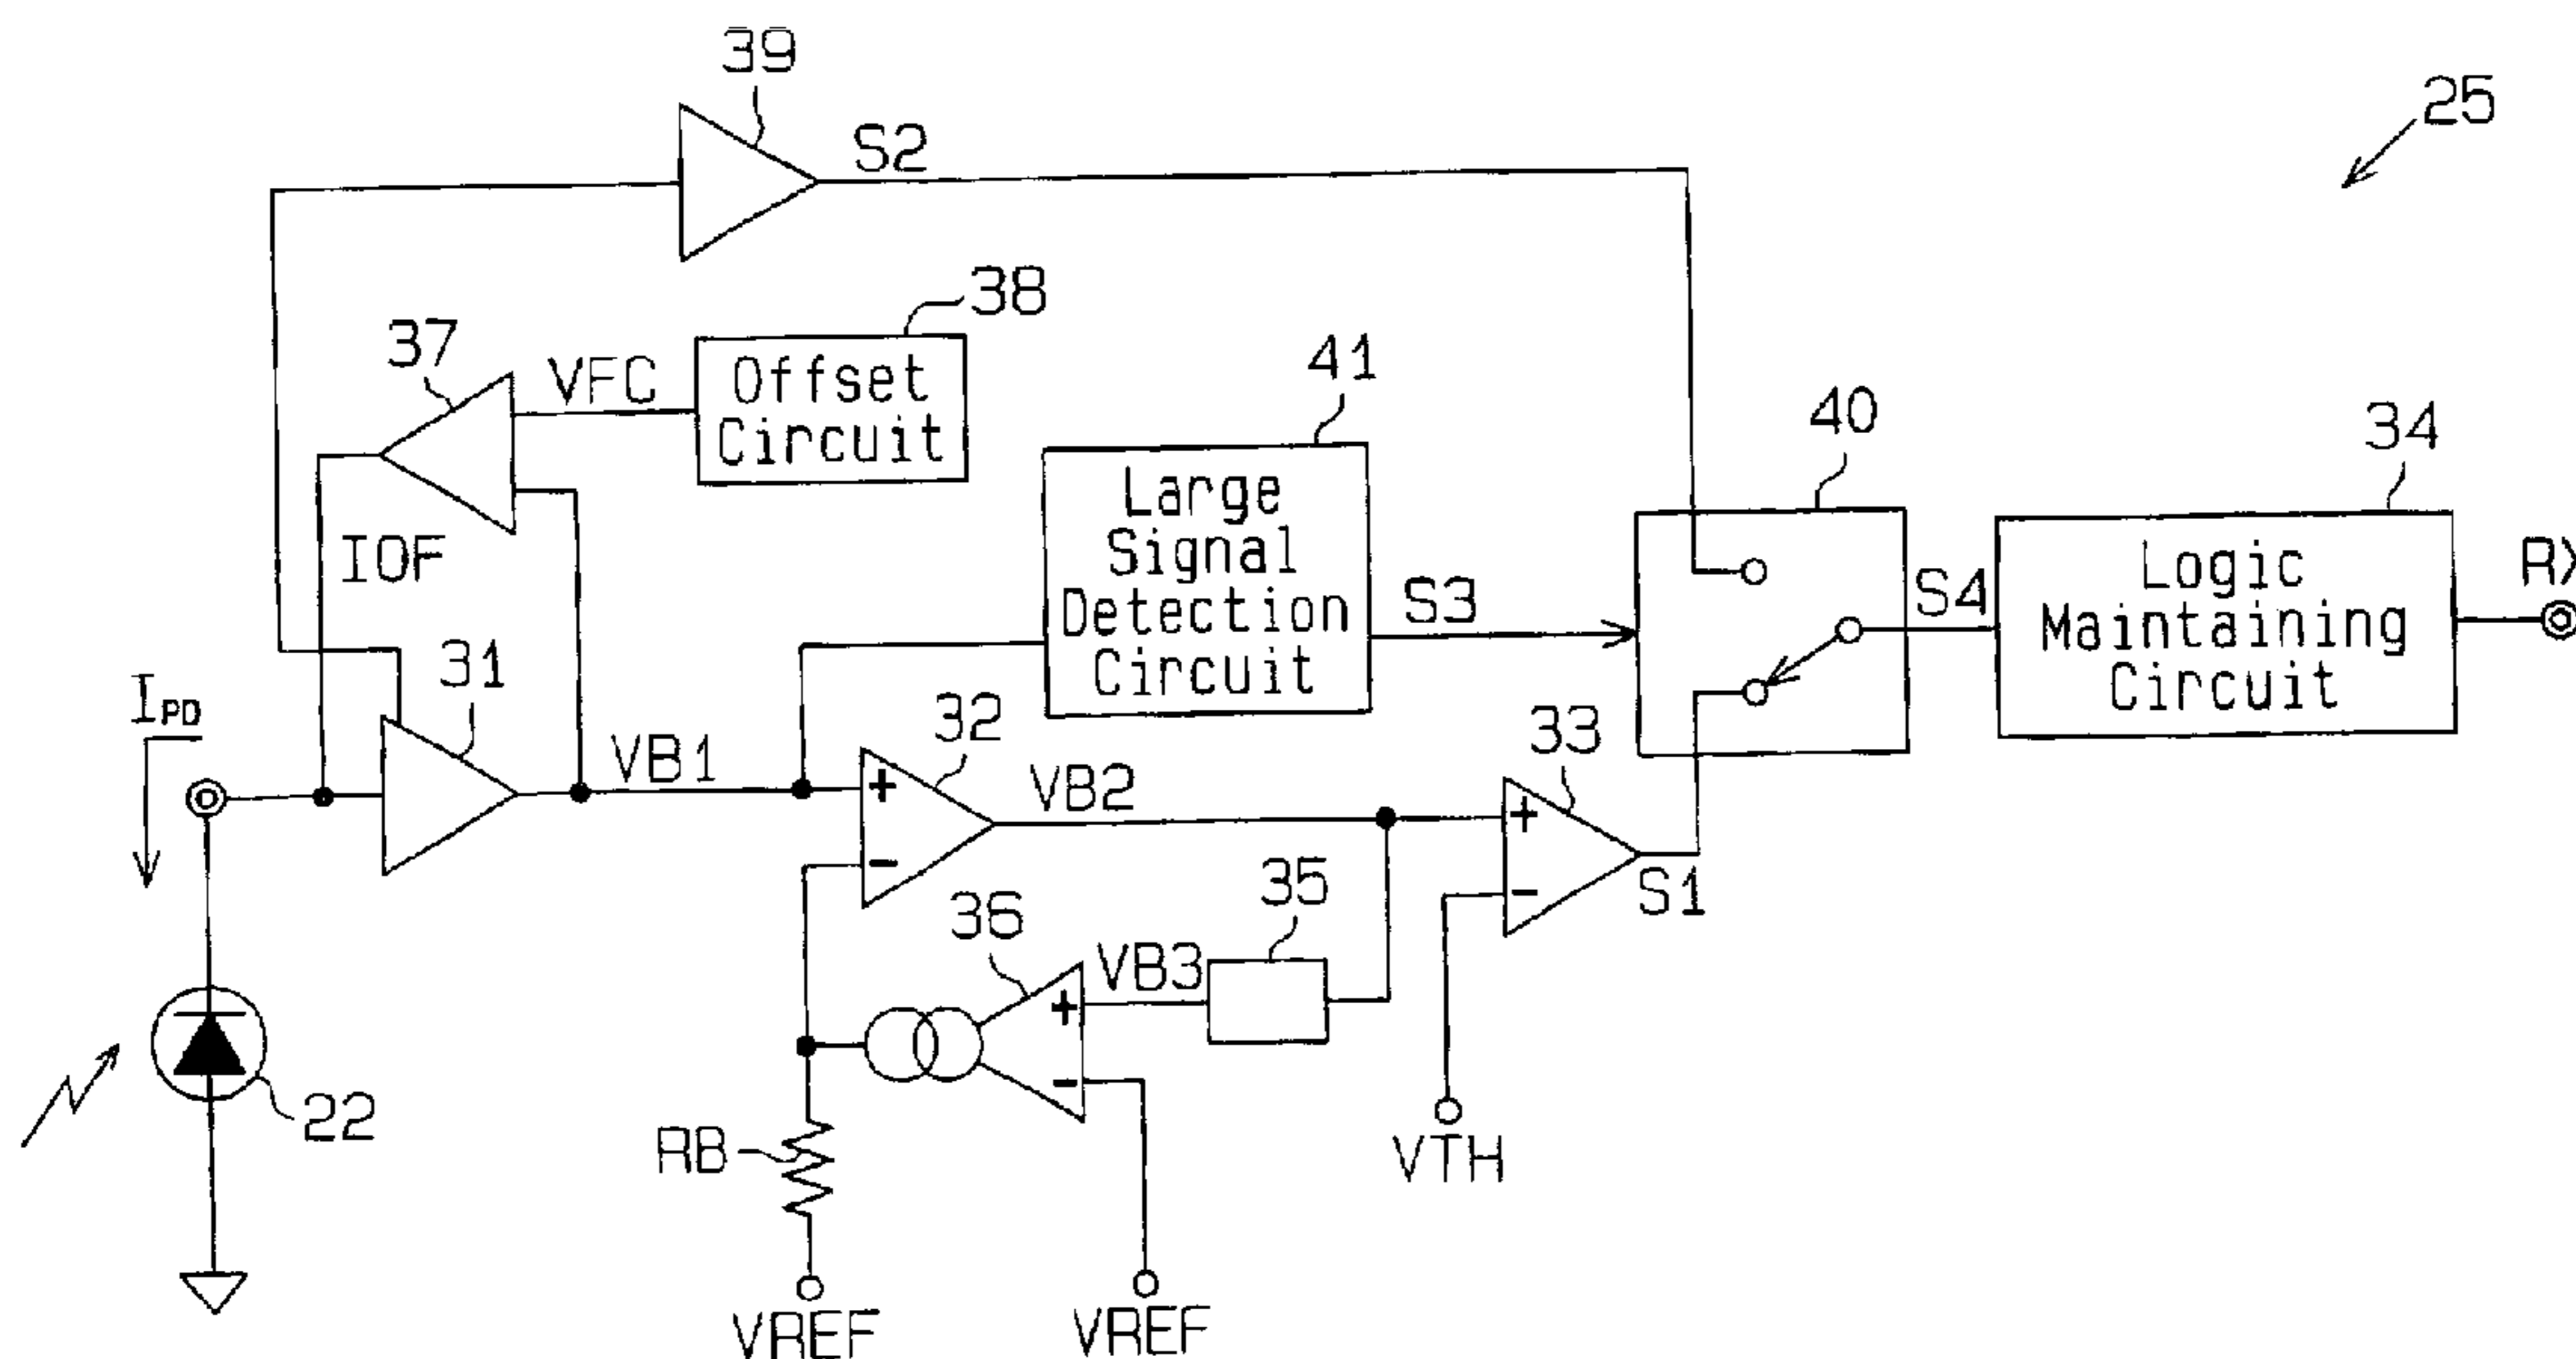 39
25
S2
38
37
VFC
Offset
Circuit
41
40
34
Large
Signal
Detection
Circuit
IOF
S3
S4
Logic
Maintaining
Circuit
31
IPD
VB1
32
VB2
33
S1
35
36
VB3
+
-
+
-
+
-
22
RB
VTH
VREF
VREF